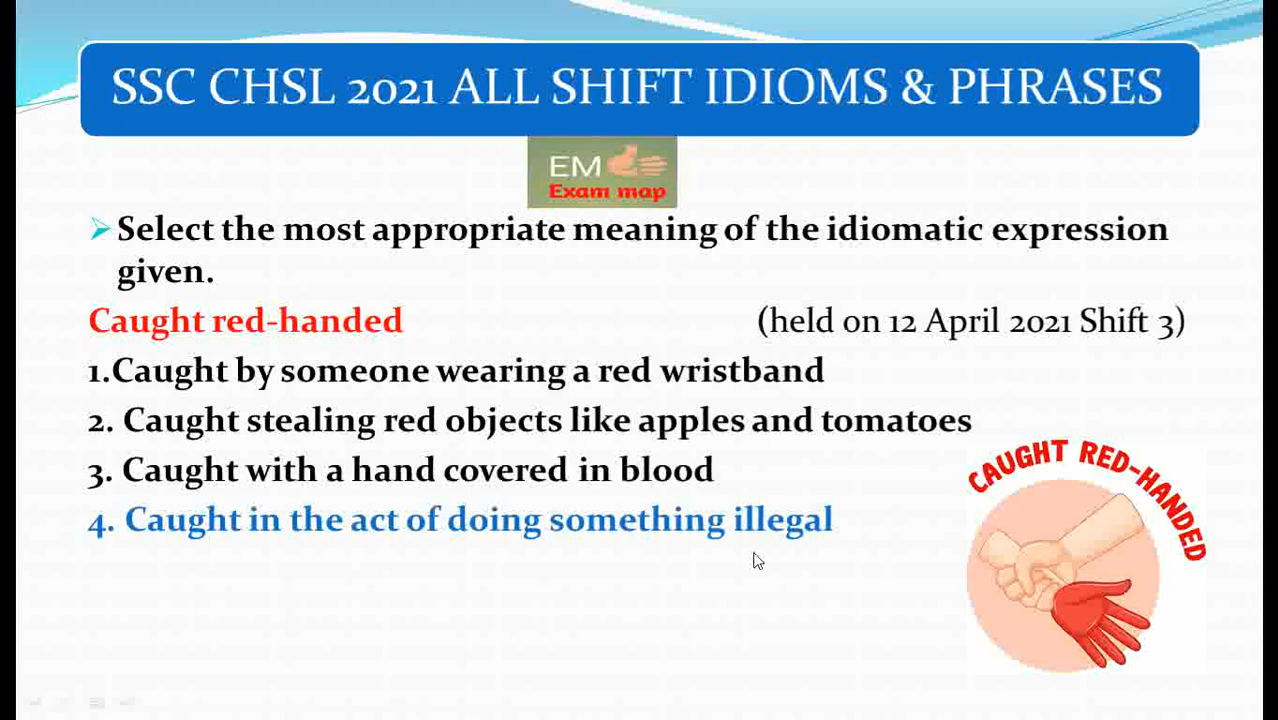 SSC CHSL 2021 ALL SHIFT IDIOMS & PHRASES
EM
Exam map
Select the most appropriate meaning of the idiomatic expression
given.
Caught red-handed (held on 12 April 2021 Shift 3)
1.Caught by someone wearing a red wristband
2. Caught stealing red objects like apples and tomatoes
3. Caught with a hand covered in blood
4. Caught in the act of doing something illegal
CAUGHT RED-HANDED